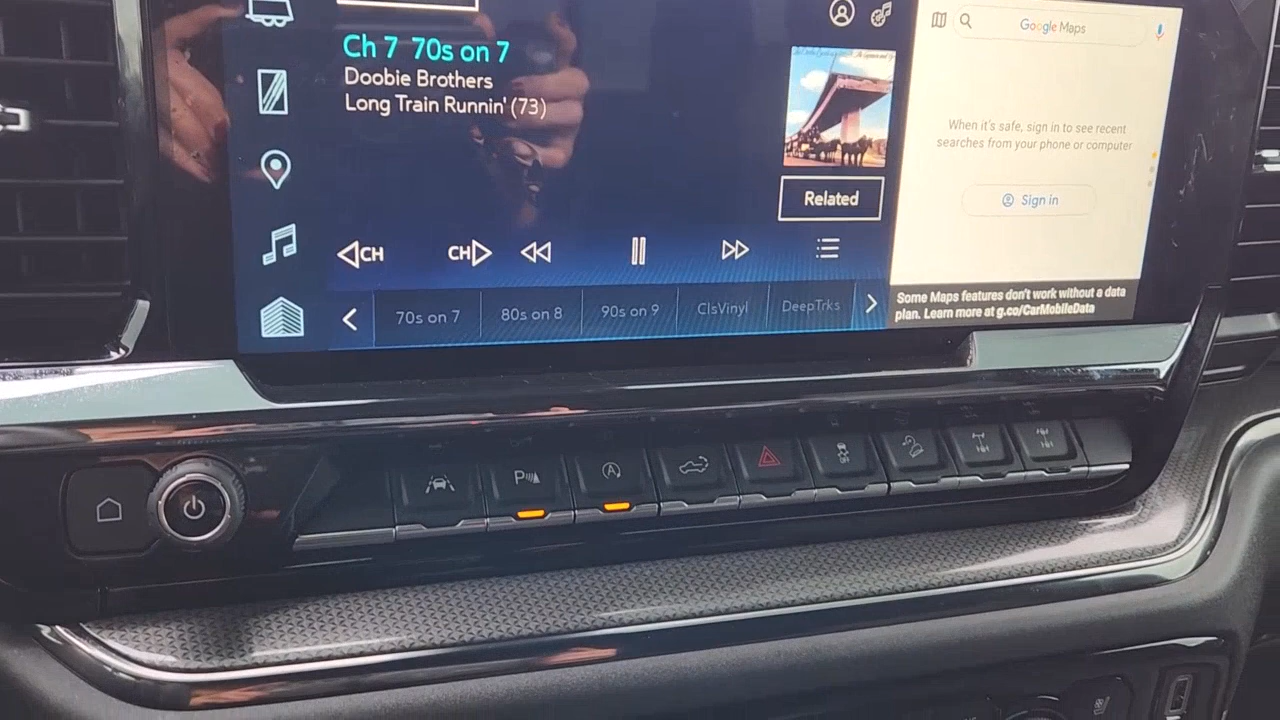 Ch 7 70s on 7
Doobie Brothers
Long Train Runnin' (73)
Related
CH
CH
70s on 7
80s on 8
90s on 9
ClsVinyl
DeepTrks
Google Maps
When it's safe, sign in to see recent
searches from your phone or computer
Sign in
Some Maps features don't work without a data
plan. Learn more at g.co/CarMobileData
P
A